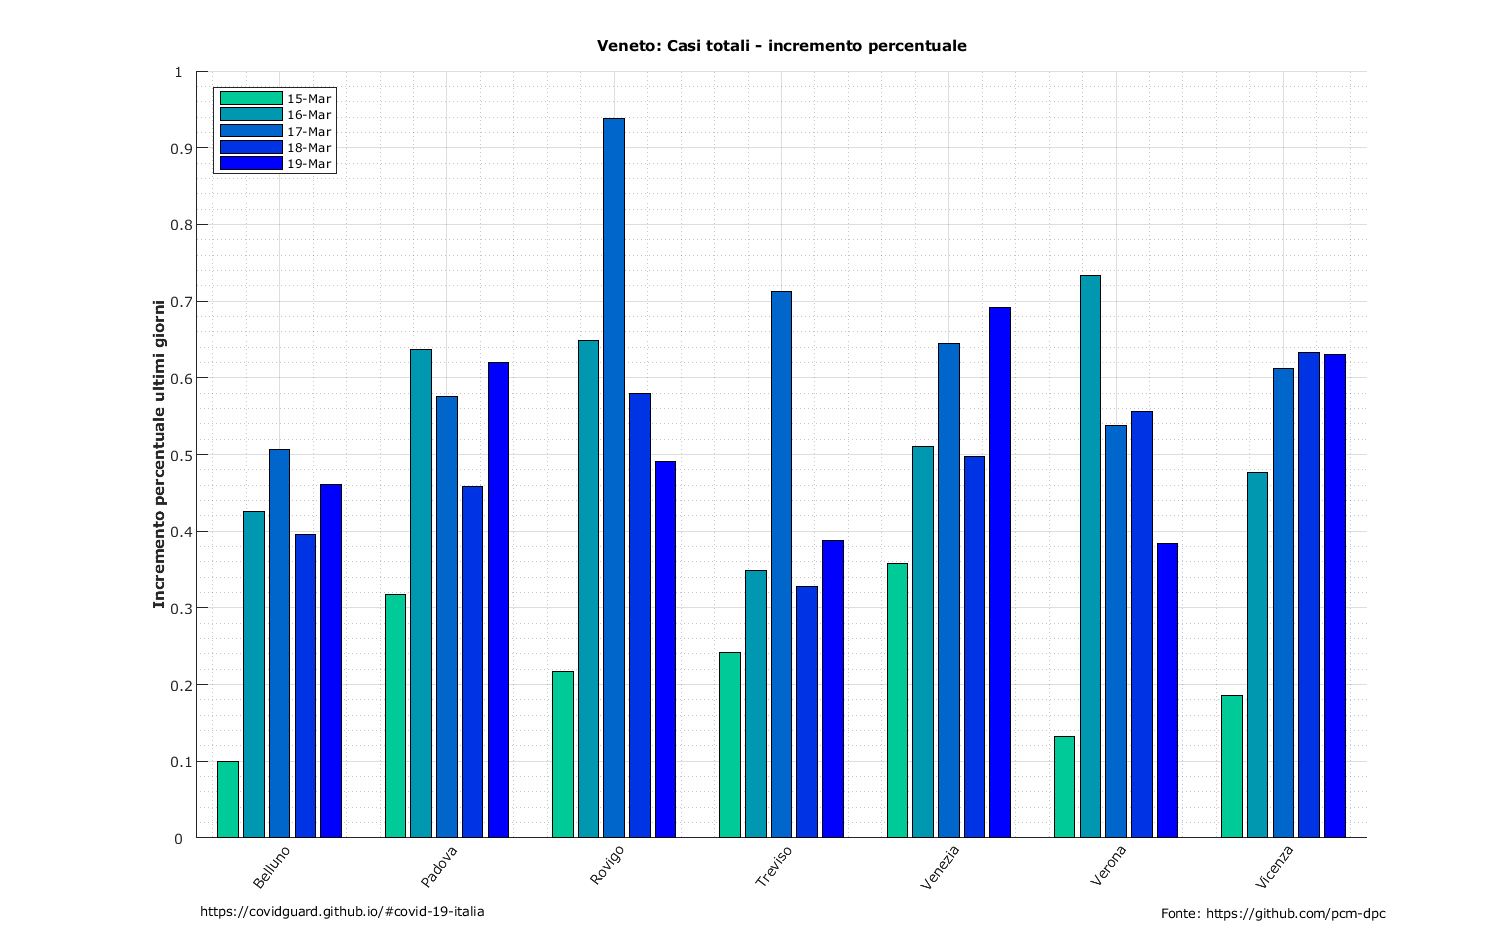 Veneto: Casi totali - incremento percentuale
1
0.9
0.8
0.7
0.6
0.5
0.4
0.3
0.2
0.1
0
Incremento percentuale ultimi giorni
15-Mar
16-Mar
17-Mar
18-Mar
19-Mar
Belluno
Padova
Rovigo
Treviso
Venezia
Verona
Vicenza
https://covidguard.github.io/#covid-19-italia
Fonte: https://github.com/pcm-dpc